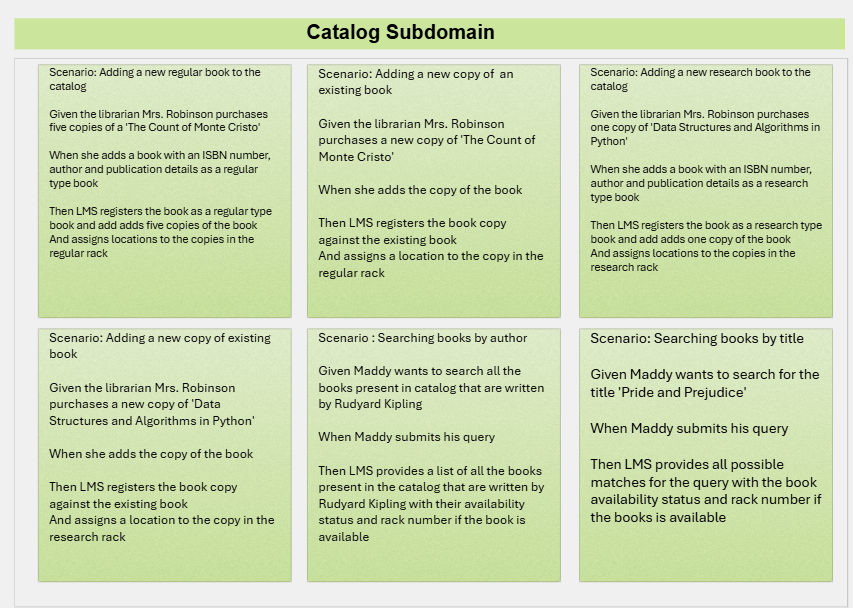 Catalog Subdomain
Scenario: Adding a new regular book to the
catalog
Given the librarian Mrs. Robinson purchases
five copies of a 'The Count of Monte Cristo'
When she adds a book with an ISBN number,
author and publication details as a regular
type book
Then LMS registers the book as a regular type
book and add adds five copies of the book
And assigns locations to the copies in the
regular rack
Scenario: Adding a new copy of  an
existing book
Given the librarian Mrs. Robinson
purchases a new copy of 'The Count of
Monte Cristo'
When she adds the copy of the book
Then LMS registers the book copy
against the existing book
And assigns a location to the copy in the
regular rack
Scenario: Adding a new research book to the
catalog
Given the librarian Mrs. Robinson purchases
one copy of 'Data Structures and Algorithms in
Python'
When she adds a book with an ISBN number,
author and publication details as a research
type book
Then LMS registers the book as a research type
book and add adds one copy of the book
And assigns locations to the copies in the
research rack
Scenario: Adding a new copy of existing
book
Given the librarian Mrs. Robinson
purchases a new copy of 'Data
Structures and Algorithms in Python'
When she adds the copy of the book
Then LMS registers the book copy
against the existing book
And assigns a location to the copy in the
research rack
Scenario : Searching books by author
Given Maddy wants to search all the
books present in catalog that are written
by Rudyard Kipling
When Maddy submits his query
Then LMS provides a list of all the books
present in the catalog that are written by
Rudyard Kipling with their availability
status and rack number if the book is
available
Scenario: Searching books by title
Given Maddy wants to search for the
title 'Pride and Prejudice'
When Maddy submits his query
Then LMS provides all possible
matches for the query with the book
availability status and rack number if
the books is available